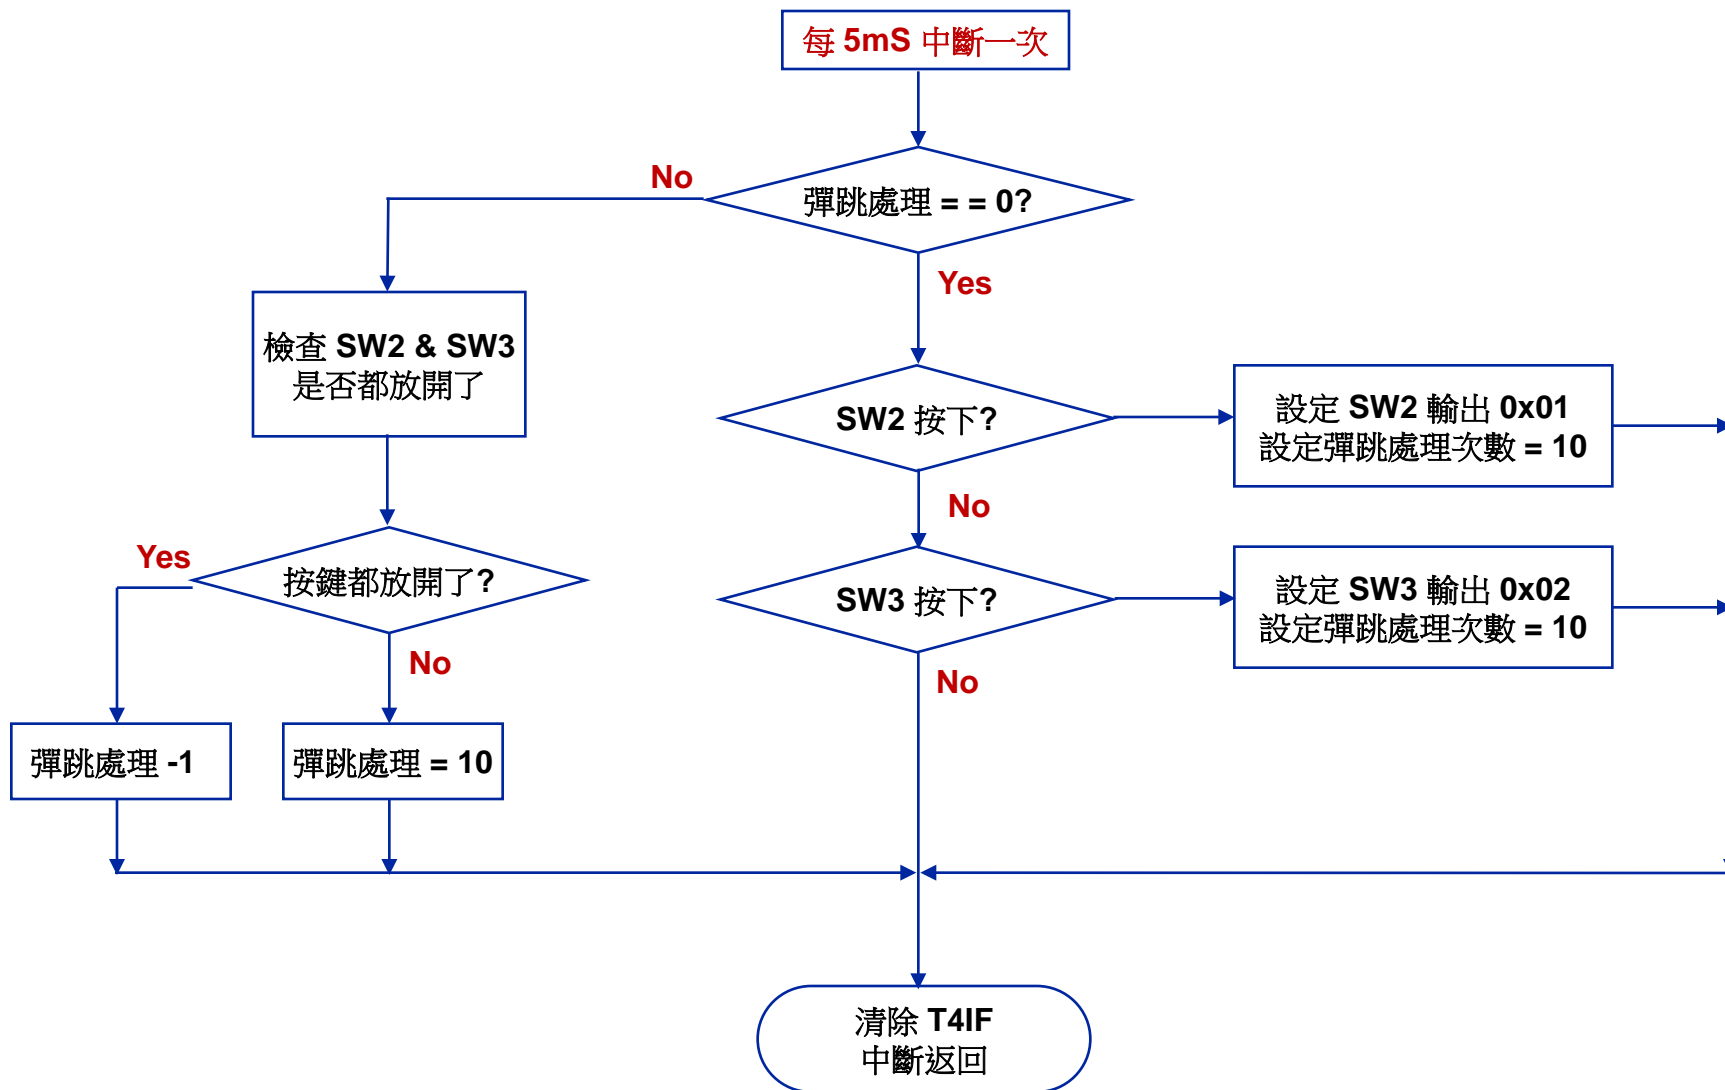 每 5mS 中斷一次
No
彈跳處理 = = 0?
Yes
檢查 SW2 & SW3
是否都放開了
SW2 按下?
設定 SW2 輸出 0x01
設定彈跳處理次數 = 10
No
Yes
按鍵都放開了?
SW3 按下?
設定 SW3 輸出 0x02
設定彈跳處理次數 = 10
No
No
彈跳處理 -1
彈跳處理 = 10
清除 T4IF
中斷返回